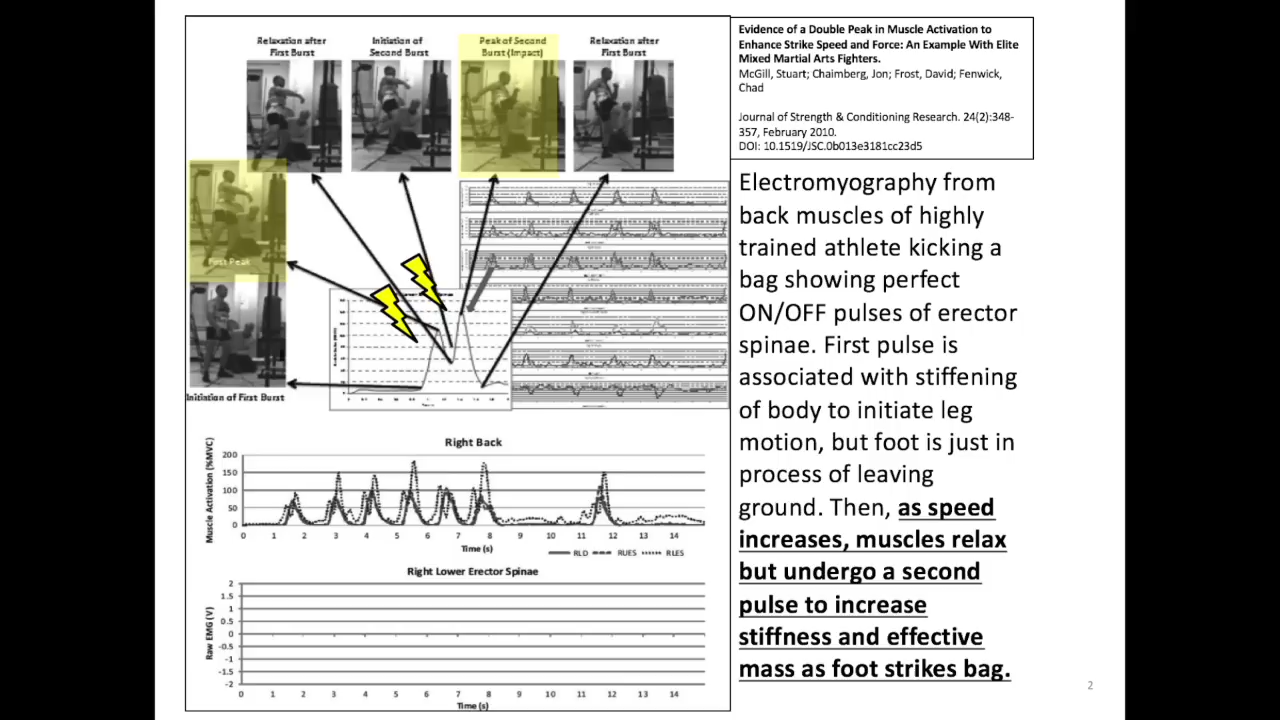 Relaxation after
First Burst
Initiation of
Second Burst
Peak of Second
Burst (Impact)
Relaxation after
First Burst
First Peak
Initiation of First Burst
Right Back
Muscle Activation (%MVC)
200
150
100
50
0
0 1 2 3 4 5 6 7 8 9 10 11 12 13 14
Time (s)
RLD RUES RLES
Right Lower Erector Spinae
Raw EMG (V)
2
1.5
1
0.5
0
-0.5
-1
-1.5
-2
0 1 2 3 4 5 6 7 8 9 10 11 12 13 14
Time (s)
Evidence of a Double Peak in Muscle Activation to
Enhance Strike Speed and Force: An Example With Elite
Mixed Martial Arts Fighters.
McGill, Stuart; Chaimberg, Jon; Frost, David; Fenwick,
Chad
Journal of Strength & Conditioning Research. 24(2):348-
357, February 2010.
DOI: 10.1519/JSC.0b013e3181cc23d5
Electromyography from
back muscles of highly
trained athlete kicking a
bag showing perfect
ON/OFF pulses of erector
spinae. First pulse is
associated with stiffening
of body to initiate leg
motion, but foot is just in
process of leaving
ground. Then, as speed
increases, muscles relax
but undergo a second
pulse to increase
stiffness and effective
mass as foot strikes bag.
2